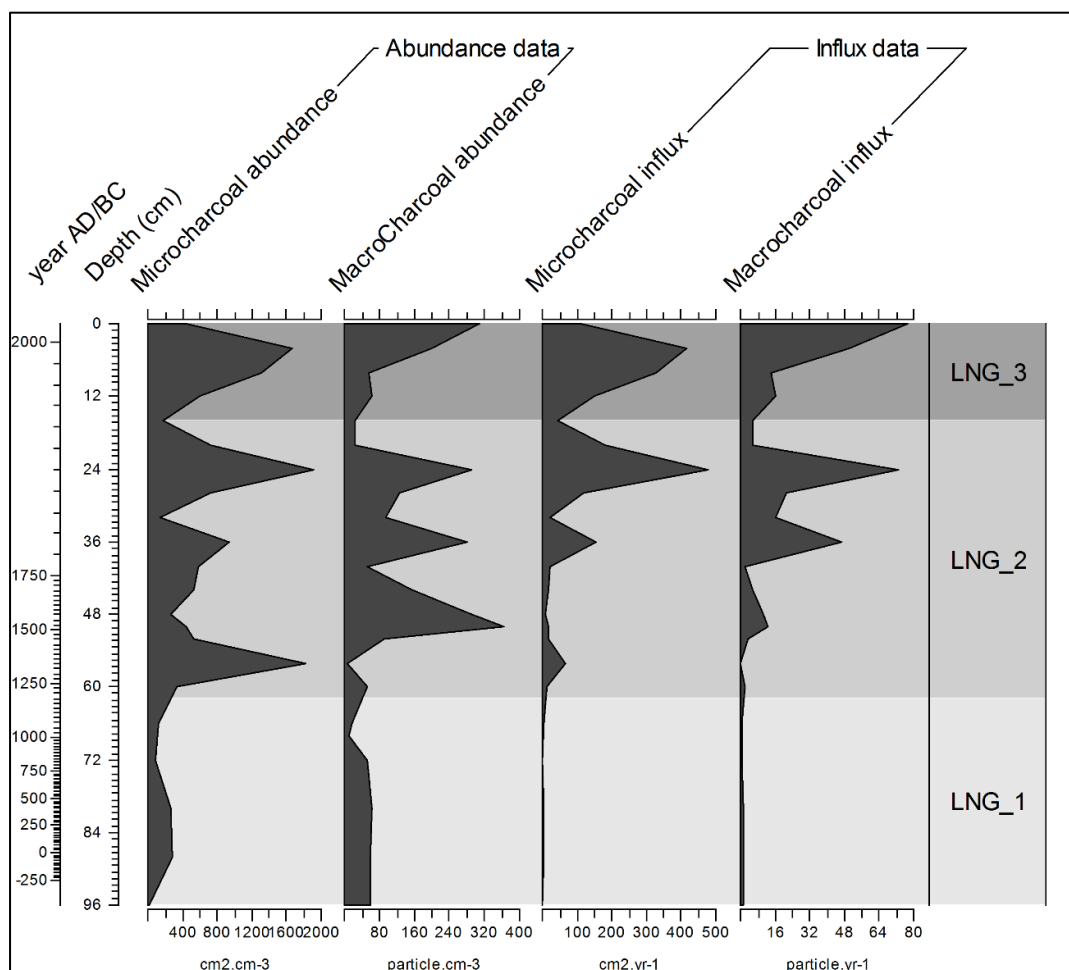 Abundance data
Influx data
year AD/BC
Depth (cm)
Microcharcoal abundance
MacroCharcoal abundance
Microcharcoal influx
Macrocharcoal influx
2000
1750
1500
1250
1000
750
500
250
0
-250
0
12
24
36
48
60
72
84
96
LNG_3
LNG_2
LNG_1
400 800 1200 1600 2000
80 160 240 320 400
100 200 300 400 500
16 32 48 64 80
cm2.cm-3
particle.cm-3
cm2.yr-1
particle.yr-1